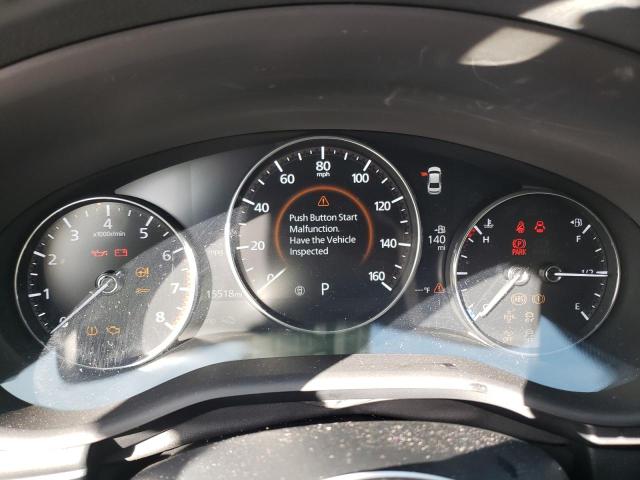 4
3 5
x1000r/min
2 6
1 7
0 8
15518mi
80
60 mph 100
40 120
20 140
0 160
Push Button Start
Malfunction.
Have the Vehicle
Inspected
P
140
mi
°F
H F
PARK
1/2
ABS
C E